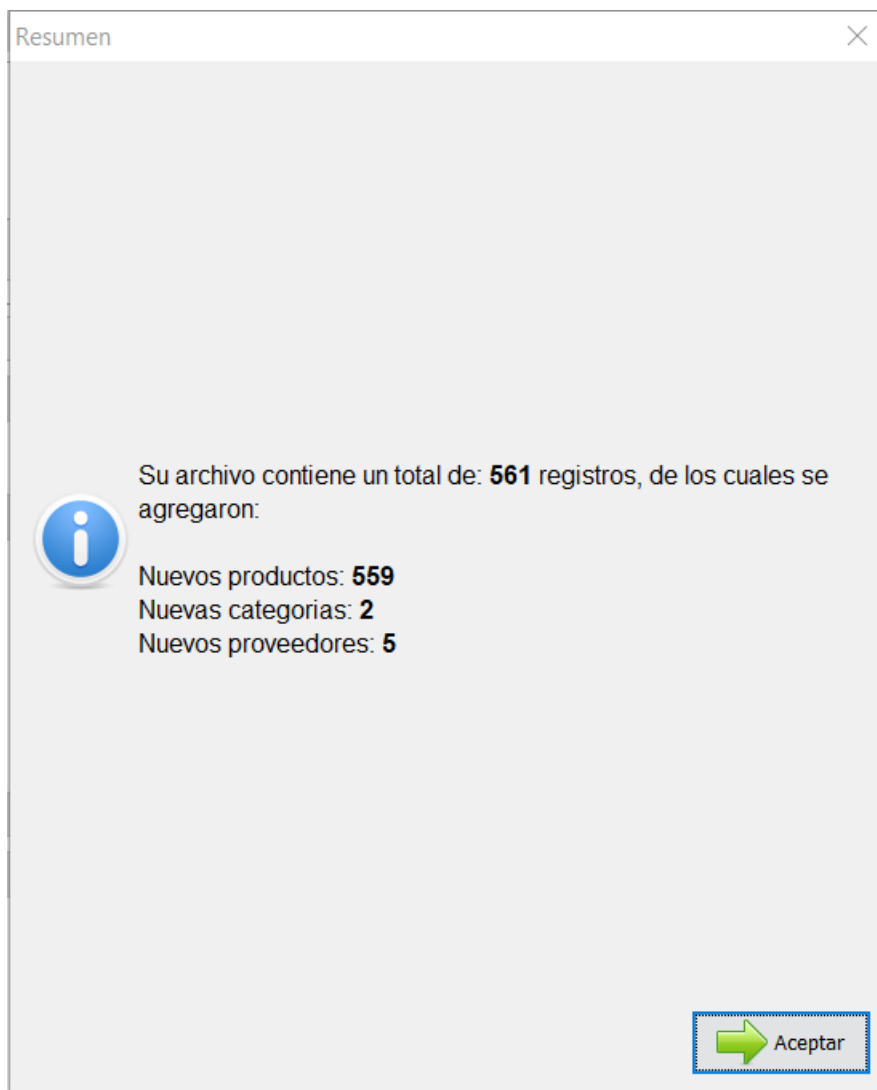 Resumen
Su archivo contiene un total de: 561 registros, de los cuales se
agregaron:
Nuevos productos: 559
Nuevas categorias: 2
Nuevos proveedores: 5
Aceptar